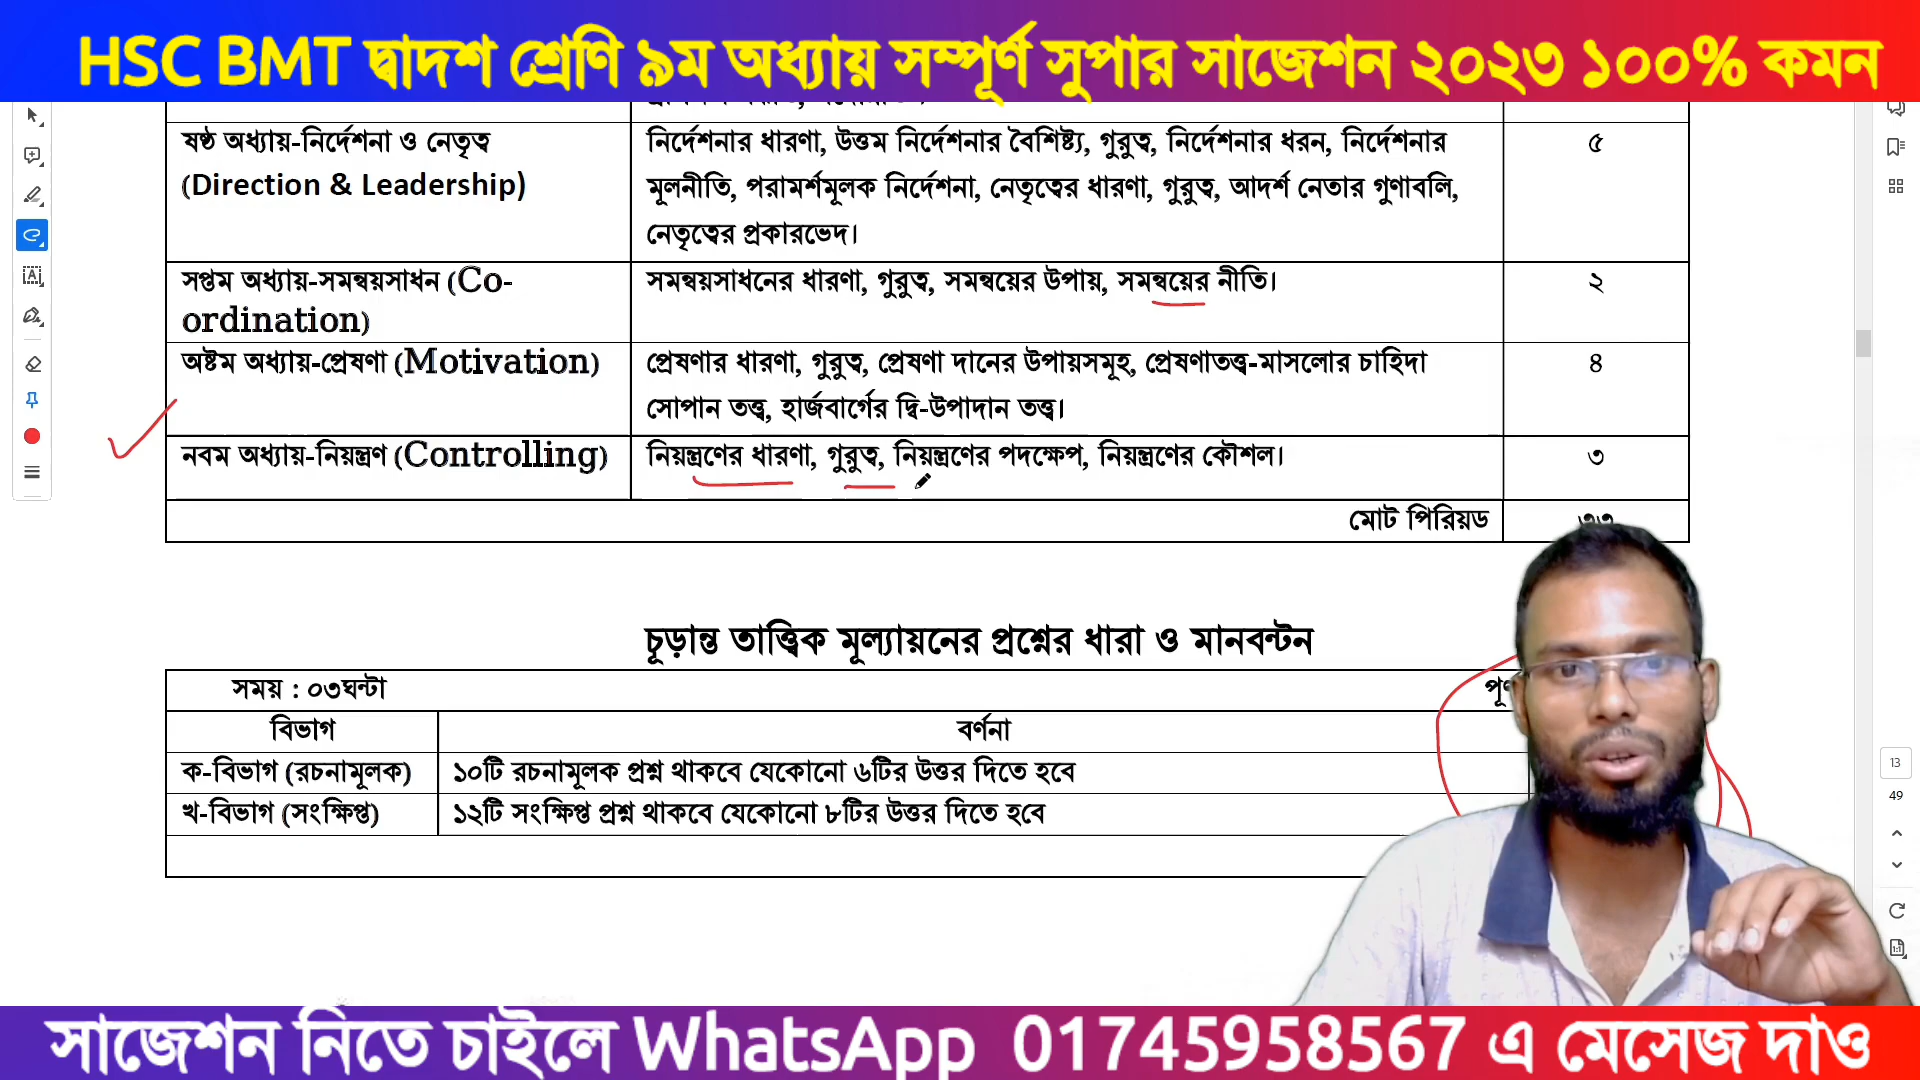 HSC BMT দ্বাদশ শ্রেণি ৯ম অধ্যায় সম্পূর্ণ সুপার সাজেশন ২০২৩ ১০০% কমন
ষষ্ঠ অধ্যায়-নির্দেশনা ও নেতৃত্ব
(Direction & Leadership)
নির্দেশনার ধারণা, উত্তম নির্দেশনার বৈশিষ্ট্য, গুরুত্ব, নির্দেশনার ধরন, নির্দেশনার
মূলনীতি, পরামর্শমূলক নির্দেশনা, নেতৃত্বের ধারণা, গুরুত্ব, আদর্শ নেতার গুণাবলি,
নেতৃত্বের প্রকারভেদ।
৫
সপ্তম অধ্যায়-সমন্বয়সাধন (Co-
ordination)
সমন্বয়সাধনের ধারণা, গুরুত্ব, সমন্বয়ের উপায়, সমন্বয়ের নীতি।
২
অষ্টম অধ্যায়-প্রেষণা (Motivation)
প্রেষণার ধারণা, গুরুত্ব, প্রেষণা দানের উপায়সমূহ, প্রেষণাতত্ত্ব-মাসলোর চাহিদা
সোপান তত্ত্ব, হার্জবার্গের দ্বি-উপাদান তত্ত্ব।
৪
নবম অধ্যায়-নিয়ন্ত্রণ (Controlling)
নিয়ন্ত্রণের ধারণা, গুরুত্ব, নিয়ন্ত্রণের পদক্ষেপ, নিয়ন্ত্রণের কৌশল।
৩
মোট পিরিয়ড
চূড়ান্ত তাত্ত্বিক মূল্যায়নের প্রশ্নের ধারা ও মানবন্টন
সময় : ০৩ঘন্টা
বিভাগ
বর্ণনা
ক-বিভাগ (রচনামূলক)
১০টি রচনামূলক প্রশ্ন থাকবে যেকোনো ৬টির উত্তর দিতে হবে
খ-বিভাগ (সংক্ষিপ্ত)
১২টি সংক্ষিপ্ত প্রশ্ন থাকবে যেকোনো ৮টির উত্তর দিতে হবে
13
49
সাজেশন নিতে চাইলে WhatsApp 01745958567 এ মেসেজ দাও